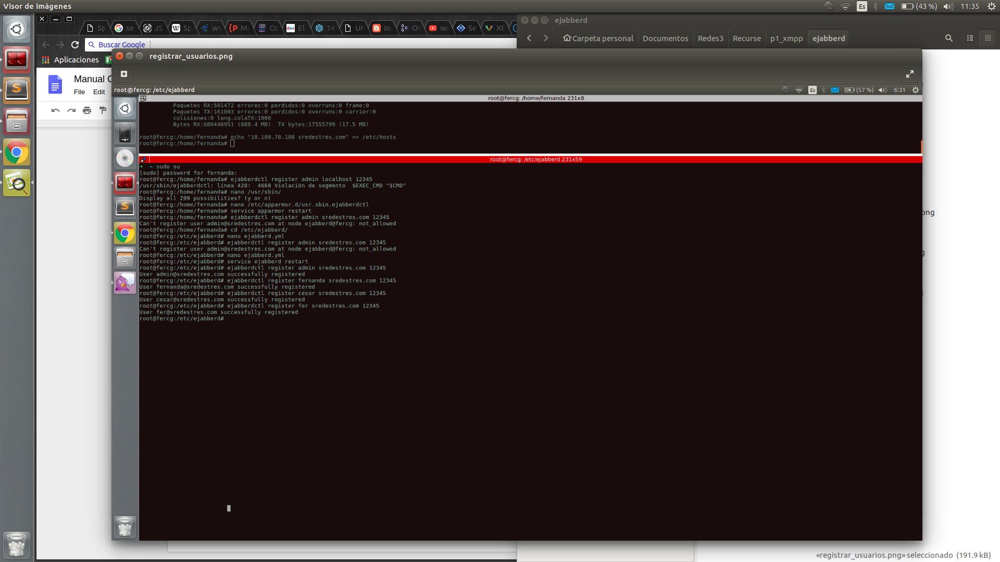 Visor de imágenes
Es
(43 %)
11:35
Sp
se
JS
Sp
El
14
In
Se
ejabberd
Buscar Google
Carpeta personal
Documentos
Redes3
Recurse
p1_xmpp
ejabberd
Aplicaciones
registrar_usuarios.png
Manual
File
Edit
root@fercg: /etc/ejabberd
Es
(57 %)
6:31
root@fercg: /home/fernanda 231x8
Paquetes RX:501472 errores:0 perdidos:0 overruns:0 frame:0
Paquetes TX:161003 errores:0 perdidos:0 overruns:0 carrier:0
colisiones:0 long.colaTX:1000
Bytes RX:680446951 (680.4 MB)  TX bytes:17555799 (17.5 MB)
root@fercg:/home/fernanda# echo "10.100.70.108 sredestres.com" >> /etc/hosts
root@fercg:/home/fernanda#
root@fercg: /etc/ejabberd 231x59
➜  ~ sudo su
[sudo] password for fernanda:
root@fercg:/home/fernanda# ejabberdctl register admin localhost 12345
/usr/sbin/ejabberdctl: línea 428:  4668 Violación de segmento  $EXEC_CMD "$CMD"
root@fercg:/home/fernanda# nano /usr/sbin/
Display all 299 possibilities? (y or n)
root@fercg:/home/fernanda# nano /etc/apparmor.d/usr.sbin.ejabberdctl
root@fercg:/home/fernanda# service apparmor restart
root@fercg:/home/fernanda# ejabberdctl register admin sredestres.com 12345
Can't register user admin@sredestres.com at node ejabberd@fercg: not_allowed
root@fercg:/home/fernanda# cd /etc/ejabberd/
root@fercg:/etc/ejabberd# nano ejabberd.yml
root@fercg:/etc/ejabberd# ejabberdctl register admin sredestres.com 12345
Can't register user admin@sredestres.com at node ejabberd@fercg: not_allowed
root@fercg:/etc/ejabberd# nano ejabberd.yml
root@fercg:/etc/ejabberd# service ejabberd restart
root@fercg:/etc/ejabberd# ejabberdctl register admin sredestres.com 12345
User admin@sredestres.com successfully registered
root@fercg:/etc/ejabberd# ejabberdctl register fernanda sredestres.com 12345
User fernanda@sredestres.com successfully registered
root@fercg:/etc/ejabberd# ejabberdctl register cesar sredestres.com 12345
User cesar@sredestres.com successfully registered
root@fercg:/etc/ejabberd# ejabberdctl register fer sredestres.com 12345
User fer@sredestres.com successfully registered
root@fercg:/etc/ejabberd#
«registrar_usuarios.png» seleccionado  (191.9 kB)